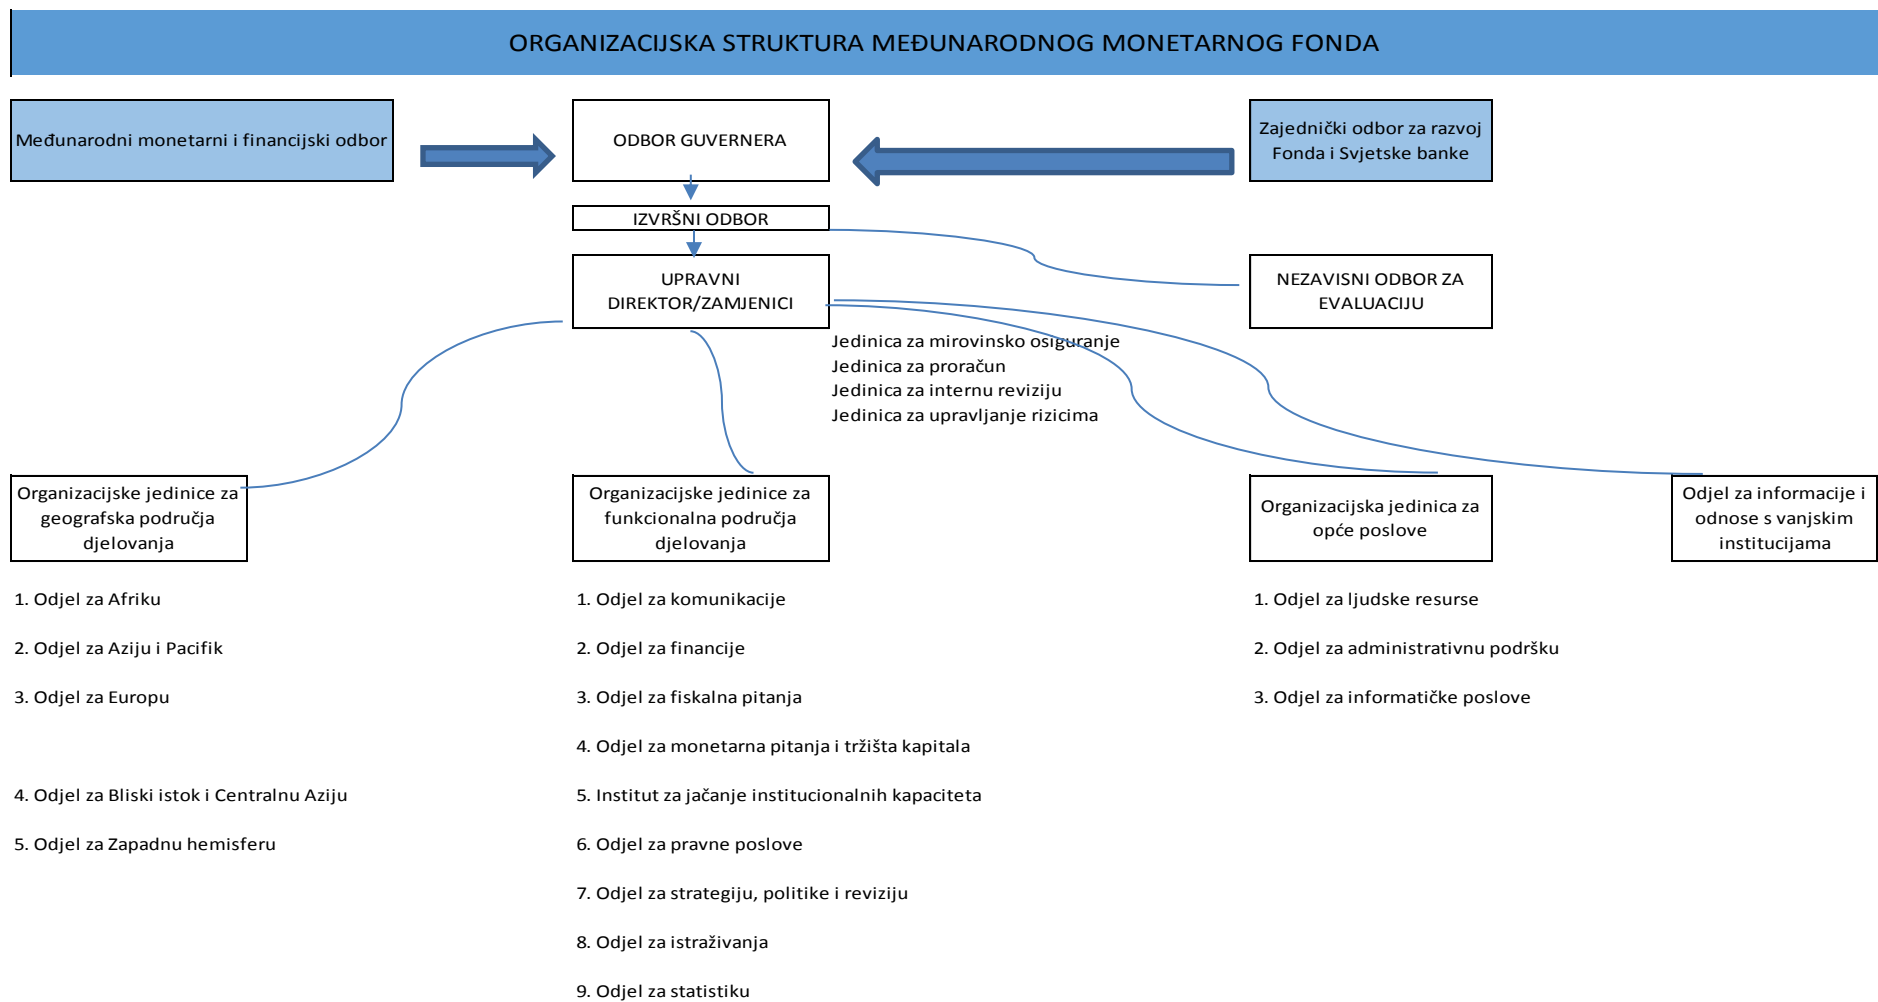 ORGANIZACIJSKA STRUKTURA MEĐUNARODNOG MONETARNOG FONDA
Međunarodni monetarni i financijski odbor
ODBOR GUVERNERA
Zajednički odbor za razvoj
Fonda i Svjetske banke
IZVRŠNI ODBOR
UPRAVNI
DIREKTOR/ZAMJENICI
NEZAVISNI ODBOR ZA
EVALUACIJU
Jedinica za mirovinsko osiguranje
Jedinica za proračun
Jedinica za internu reviziju
Jedinica za upravljanje rizicima
Organizacijske jedinice za
geografska područja
djelovanja
Organizacijske jedinice za
funkcionalna područja
djelovanja
Organizacijska jedinica za
opće poslove
Odjel za informacije i
odnose s vanjskim
institucijama
1. Odjel za Afriku
2. Odjel za Aziju i Pacifik
3. Odjel za Europu
4. Odjel za Bliski istok i Centralnu Aziju
5. Odjel za Zapadnu hemisferu
1. Odjel za komunikacije
2. Odjel za financije
3. Odjel za fiskalna pitanja
4. Odjel za monetarna pitanja i tržišta kapitala
5. Institut za jačanje institucionalnih kapaciteta
6. Odjel za pravne poslove
7. Odjel za strategiju, politike i reviziju
8. Odjel za istraživanja
9. Odjel za statistiku
1. Odjel za ljudske resurse
2. Odjel za administrativnu podršku
3. Odjel za informatičke poslove